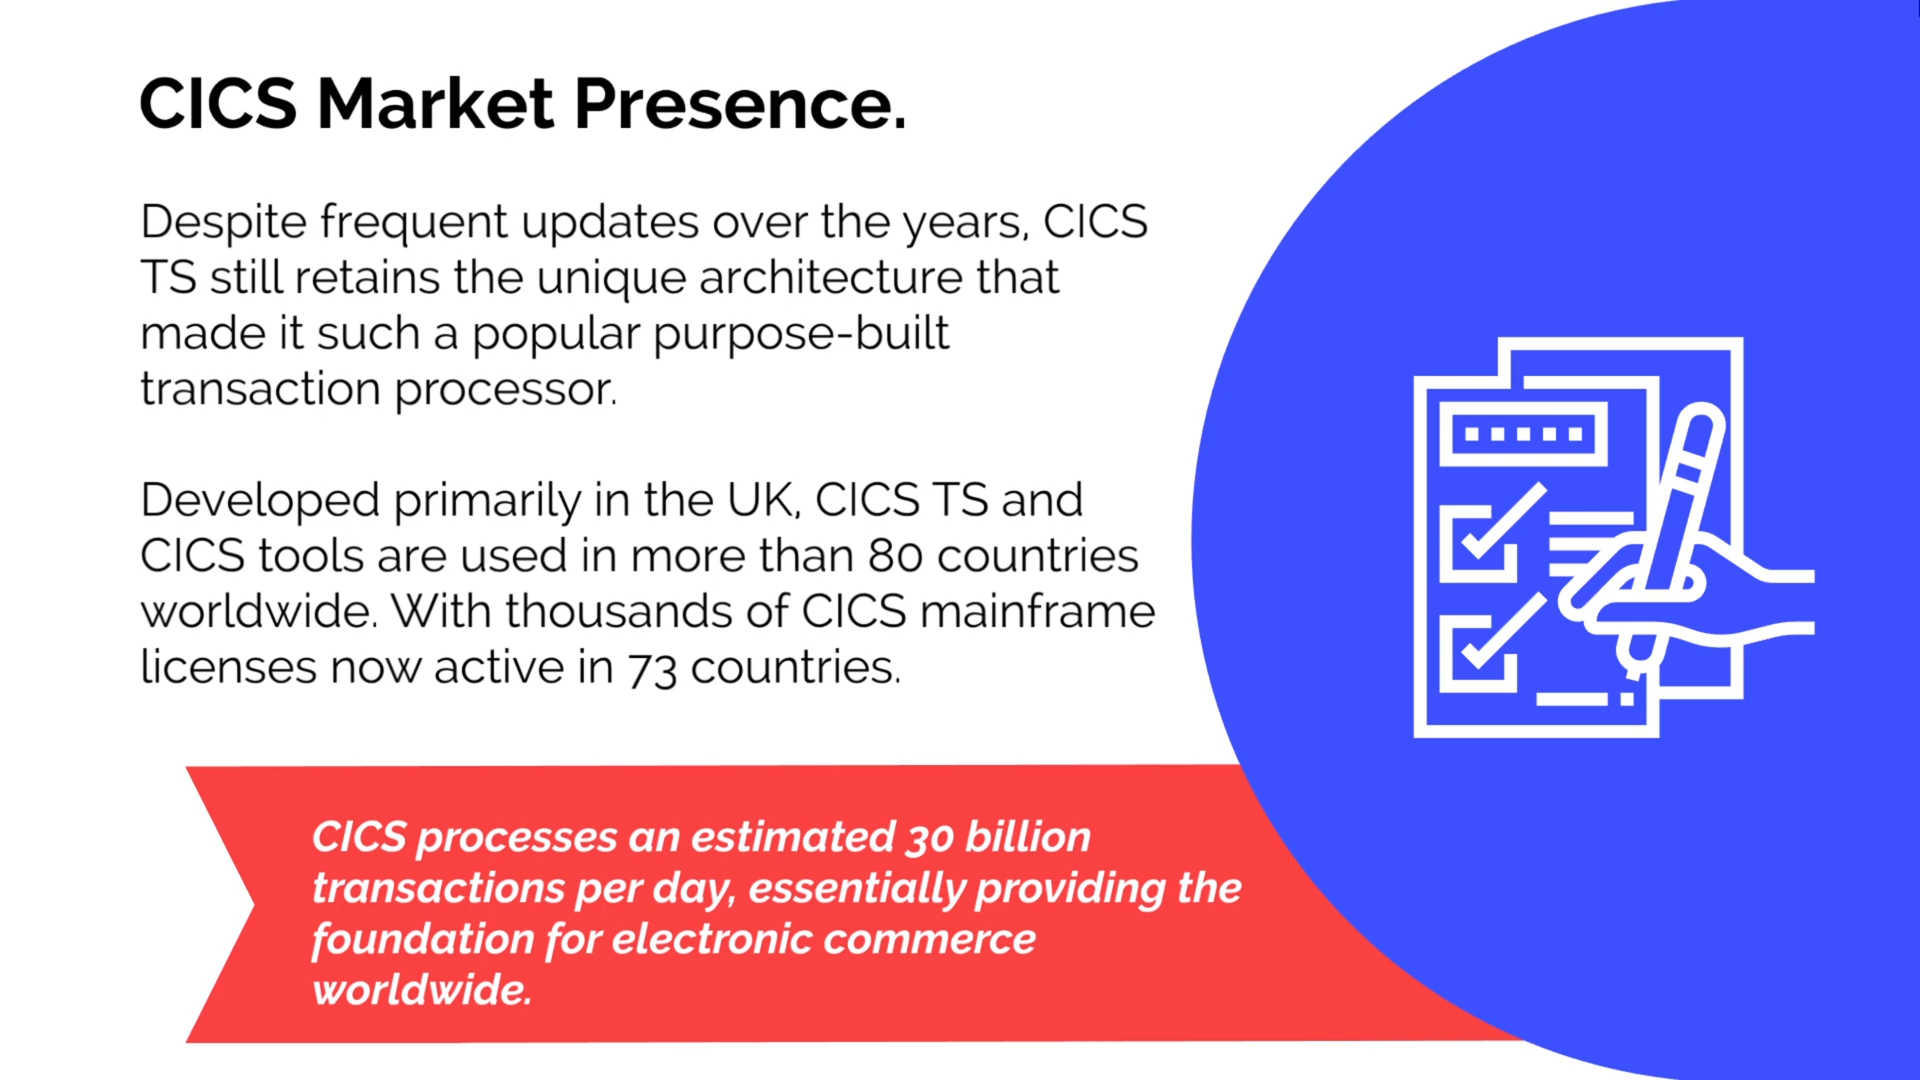 CICS Market Presence.
Despite frequent updates over the years, CICS
TS still retains the unique architecture that
made it such a popular purpose-built
transaction processor.
Developed primarily in the UK, CICS TS and
CICS tools are used in more than 80 countries
worldwide. With thousands of CICS mainframe
licenses now active in 73 countries.
CICS processes an estimated 30 billion
transactions per day, essentially providing the
foundation for electronic commerce
worldwide.